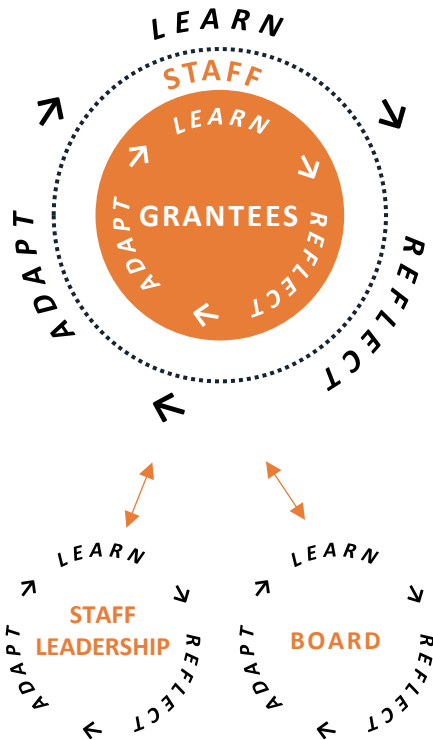 LEARN
STAFF
LEARN
GRANTEES
ADAPT
REFLECT
ADAPT
REFLECT
LEARN
STAFF
LEADERSHIP
ADAPT
REFLECT
LEARN
BOARD
ADAPT
REFLECT